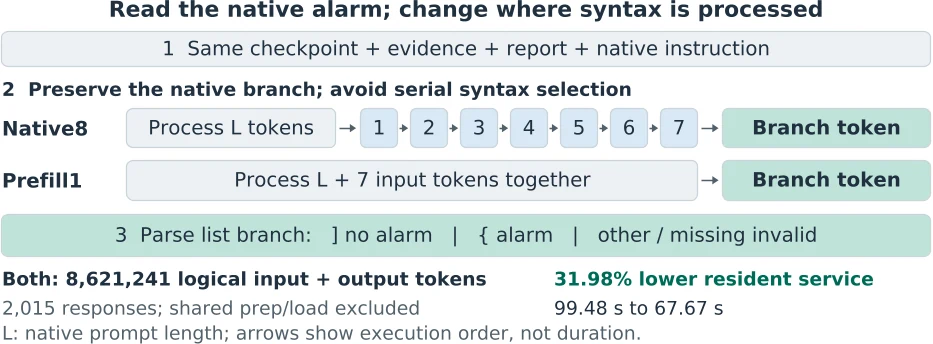 Read the native alarm; change where syntax is processed
1 Same checkpoint + evidence + report + native instruction
2 Preserve the native branch; avoid serial syntax selection
Native8 Process L tokens 1 2 3 4 5 6 7 Branch token
Prefill1 Process L + 7 input tokens together Branch token
3 Parse list branch: ] no alarm | { alarm | other / missing invalid
Both: 8,621,241 logical input + output tokens 31.98% lower resident service
2,015 responses; shared prep/load excluded 99.48 s to 67.67 s
L: native prompt length; arrows show execution order, not duration.